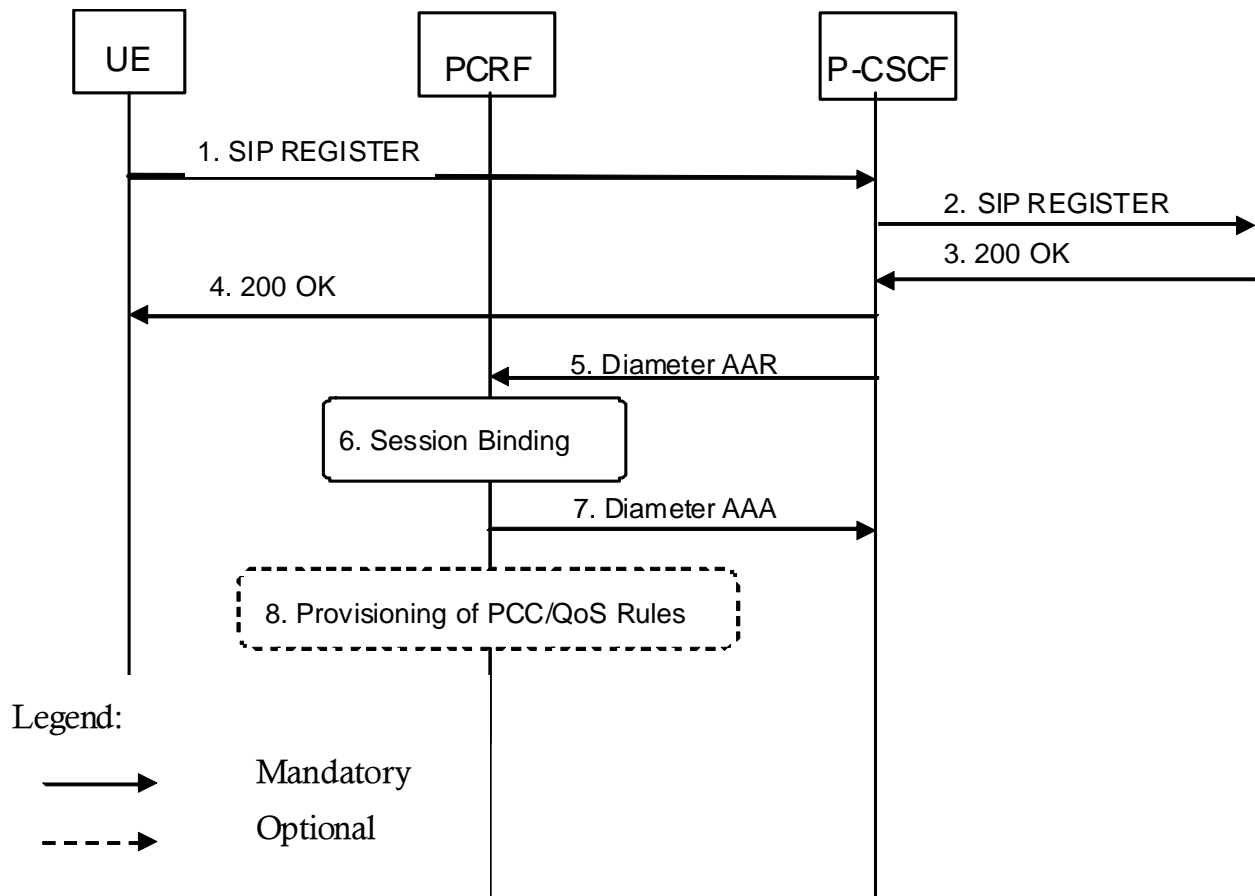 UE
PCRF
P-CSCF
1. SIP REGISTER
2. SIP REGISTER
3. 200 OK
4. 200 OK
5. Diameter AAR
6. Session Binding
7. Diameter AAA
8. Provisioning of PCC/QoS Rules
Legend:
Mandatory
Optional